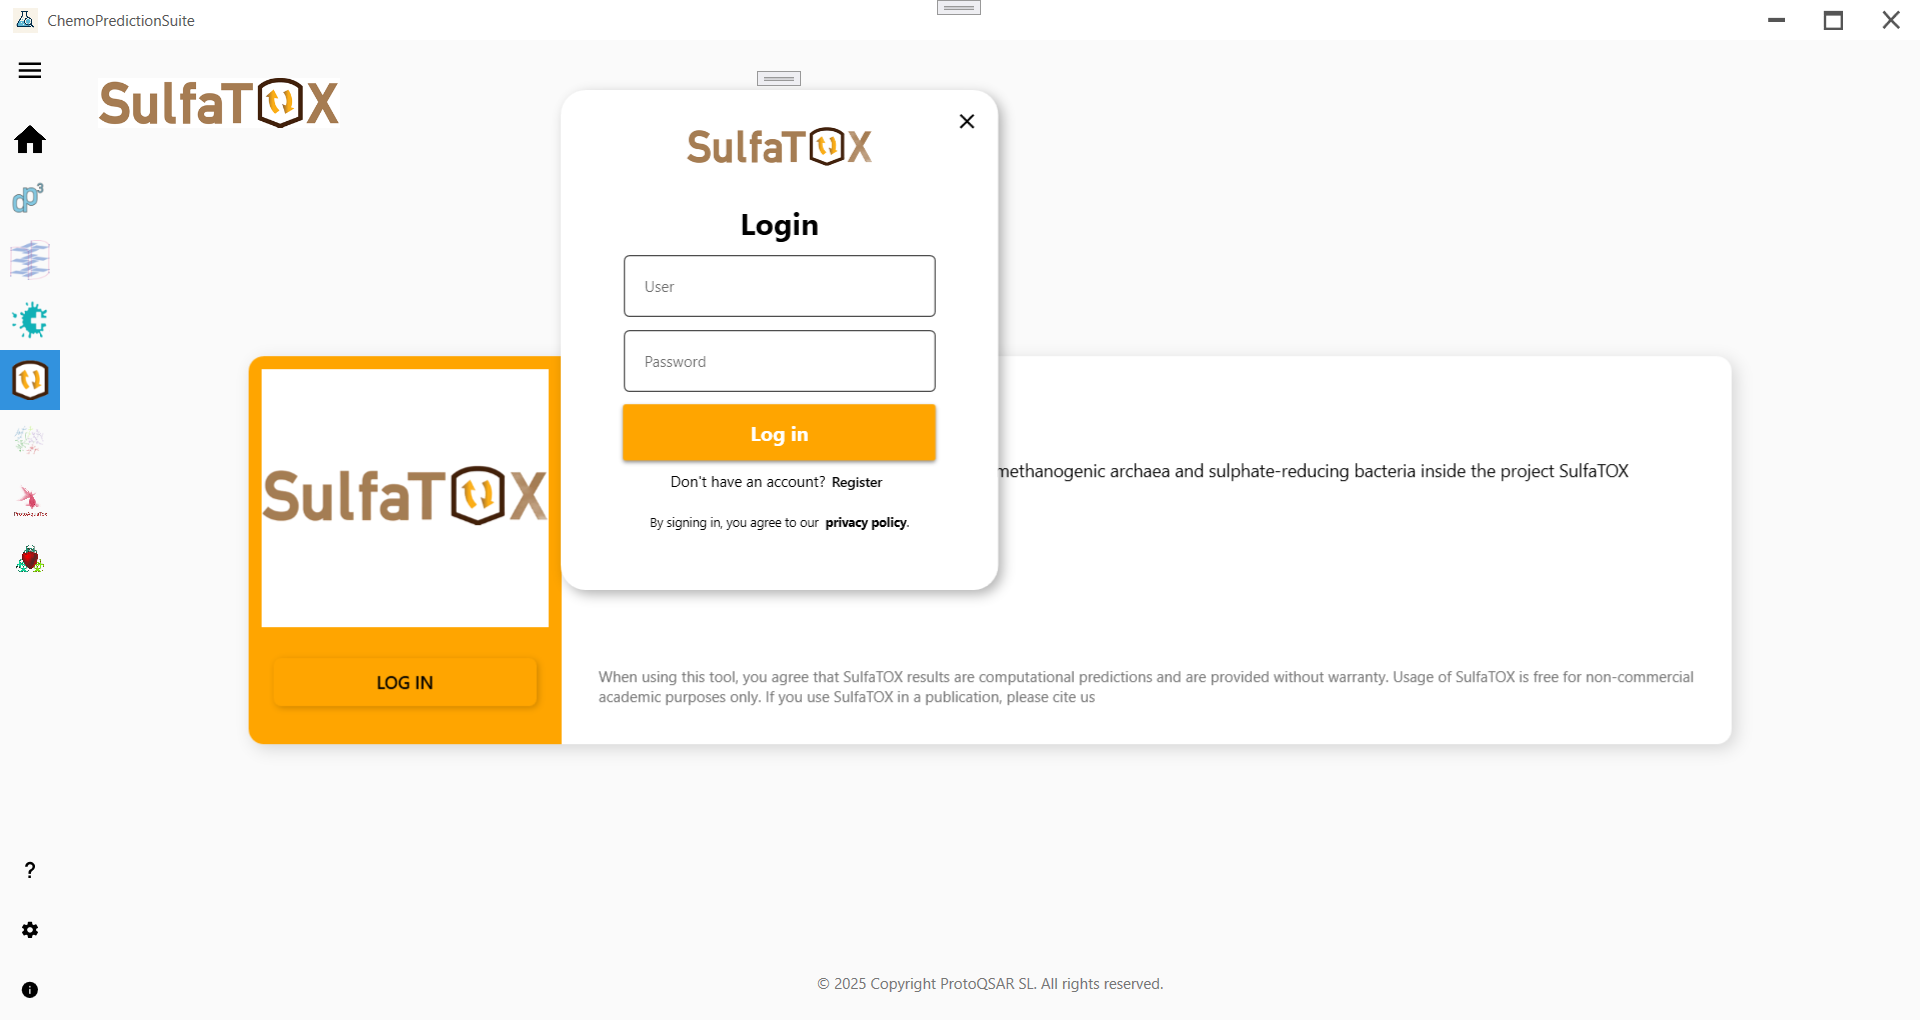 ChemoPredictionSuite
SulfaTOX
SulfaTOX
Login
User
Password
Log in
Don't have an account? Register
By signing in, you agree to our privacy policy.
SulfaTOX
LOG IN
methanogenic archaea and sulphate-reducing bacteria inside the project SulfaTOX
When using this tool, you agree that SulfaTOX results are computational predictions and are provided without warranty. Usage of SulfaTOX is free for non-commercial
academic purposes only. If you use SulfaTOX in a publication, please cite us
dp³
ProtoAquaTox
?
© 2025 Copyright ProtoQSAR SL. All rights reserved.